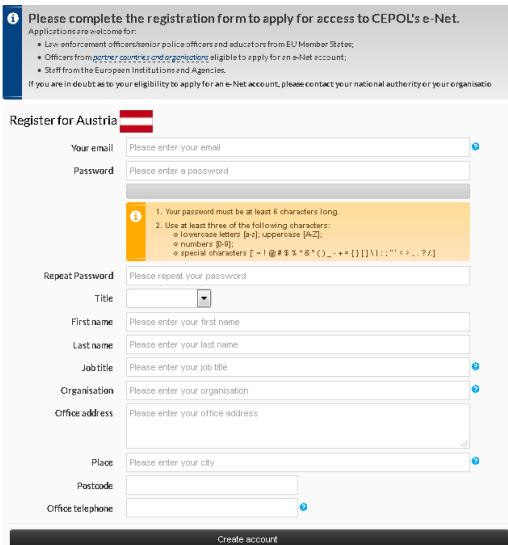 Please complete the registration form to apply for access to CEPOL's e-Net.
Applications are welcome for:
• Law enforcement officers/senior police officers and educators from EU Member States;
• Officers from partner countries and organisations eligible to apply for an e-Net account;
• Staff from the European Institutions and Agencies.
If you are in doubt as to your eligibility to apply for an e-Net account, please contact your national authority or your organisatio
Register for Austria
Your email Please enter your email
Password Please enter a password
1. Your password must be at least 6 characters long.
2. Use at least three of the following characters:
o lowercase letters [a-z]; uppercase [A-Z];
o numbers [0-9];
o special characters [` ~ ! @ # $ % ^ & * ( ) _ - + = { } [ ] \ | : ; " ' < > , . ? /.]
Repeat Password Please repeat your password
Title
First name Please enter your first name
Last name Please enter your last name
Job title Please enter your job title
Organisation Please enter your organisation
Office address Please enter your office address
Place Please enter your city
Postcode
Office telephone
Create account